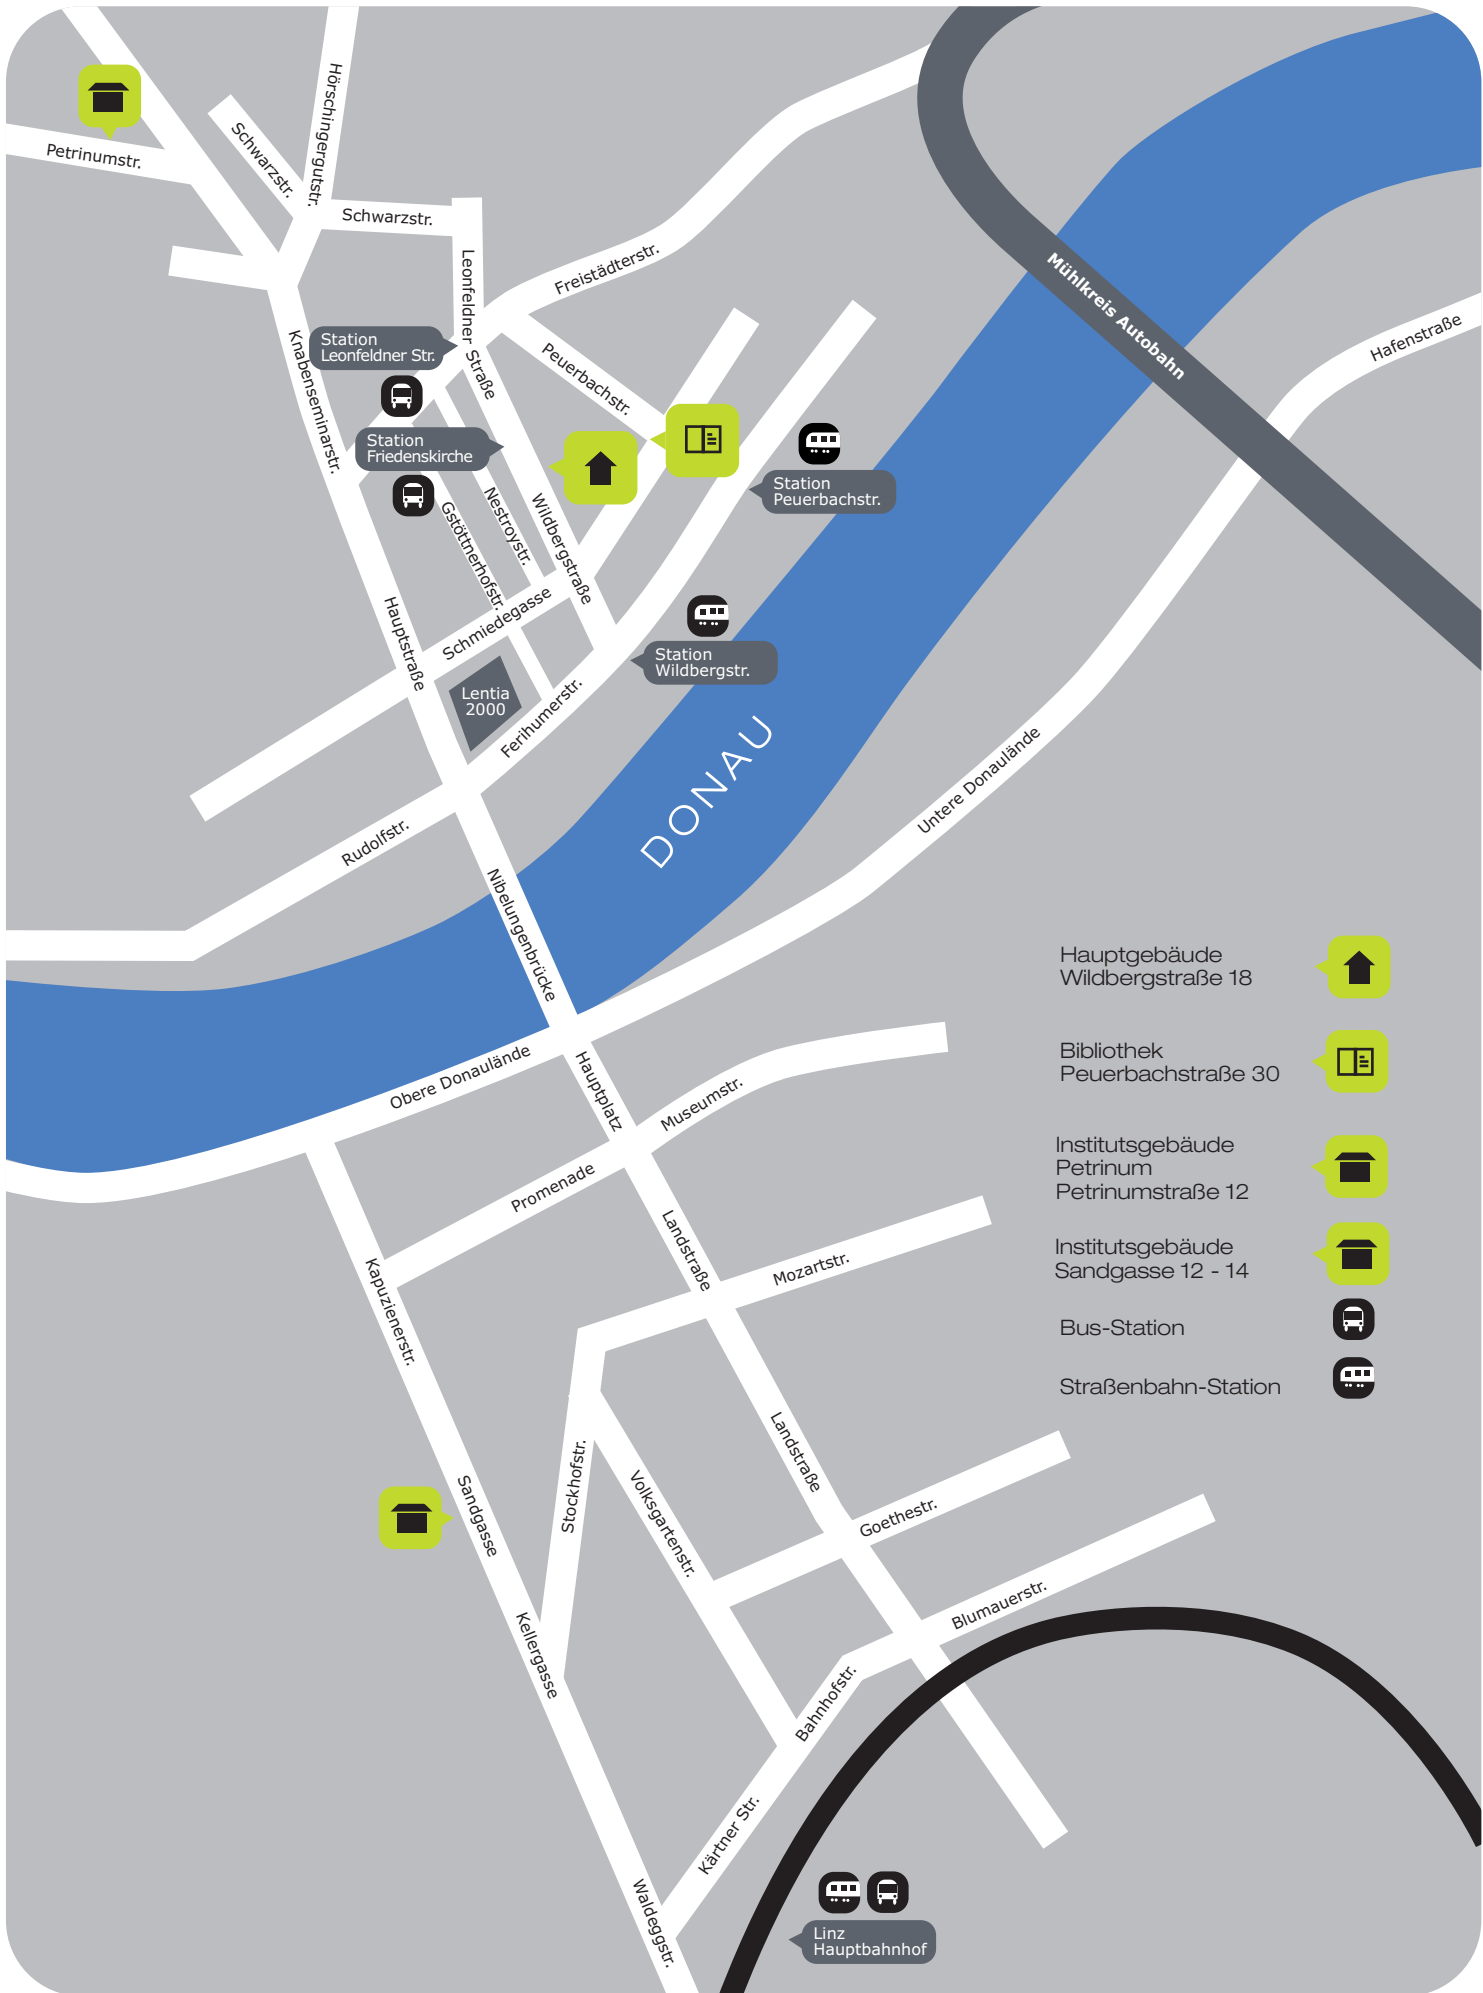 Hörschingergutstr.
Petrinumstr.
Schwarzstr.
Schwarzstr.
Leonfeldner Straße
Freistädterstr.
Mühlkreis Autobahn
Hafenstraße
Knabenseminarstr.
Station
Leonfeldner Str.
Peuerbachstr.
Station
Friedenskirche
Station
Peuerbachstr.
Gstöttnerhofstr.
Nestroystr.
Wildbergstraße
Hauptstraße
Schmiedegasse
Station
Wildbergstr.
Lentia
2000
Ferihumerstr.
DONAU
Untere Donaulände
Rudolfstr.
Nibelungenbrücke
Hauptgebäude
Wildbergstraße 18
Bibliothek
Peuerbachstraße 30
Obere Donaulände
Hauptplatz
Museumstr.
Promenade
Institutsgebäude
Petrinum
Petrinumstraße 12
Landstraße
Mozartstr.
Kapuzienerstr.
Institutsgebäude
Sandgasse 12 - 14
Bus-Station
Straßenbahn-Station
Landstraße
Stockhofstr.
Volksgartenstr.
Sandgasse
Goethestr.
Blumauerstr.
Kellergasse
Bahnhofstr.
Kärtner Str.
Waldeggstr.
Linz
Hauptbahnhof